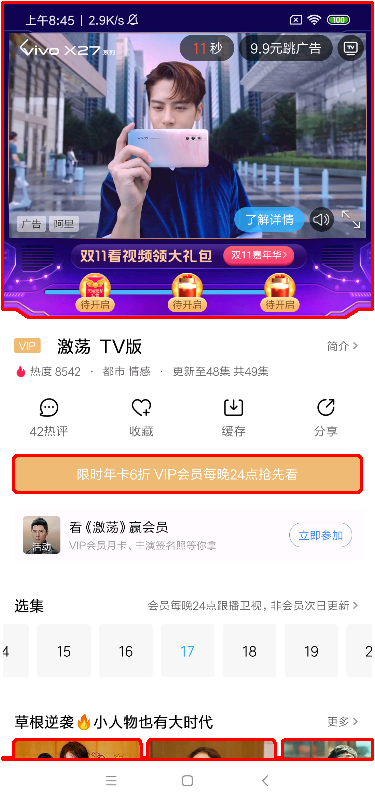 上午8:45 | 2.9K/s
100
vivo X27系列
11 秒
9.9元跳广告
TV
广告 阿里
了解详情
双11看视频领大礼包
双11嘉年华>
待开启
待开启
待开启
VIP 激荡 TV版
简介 >
热度 8542 · 都市 情感 · 更新至48集 共49集
42热评
收藏
缓存
分享
限时年卡6折 VIP会员每晚24点抢先看
看《激荡》赢会员
活动
VIP会员月卡、主演签名照等你拿
立即参加
选集
会员每晚24点跟播卫视，非会员次日更新 >
4 15 16 17 18 19 2
草根逆袭🔥小人物也有大时代
更多 >